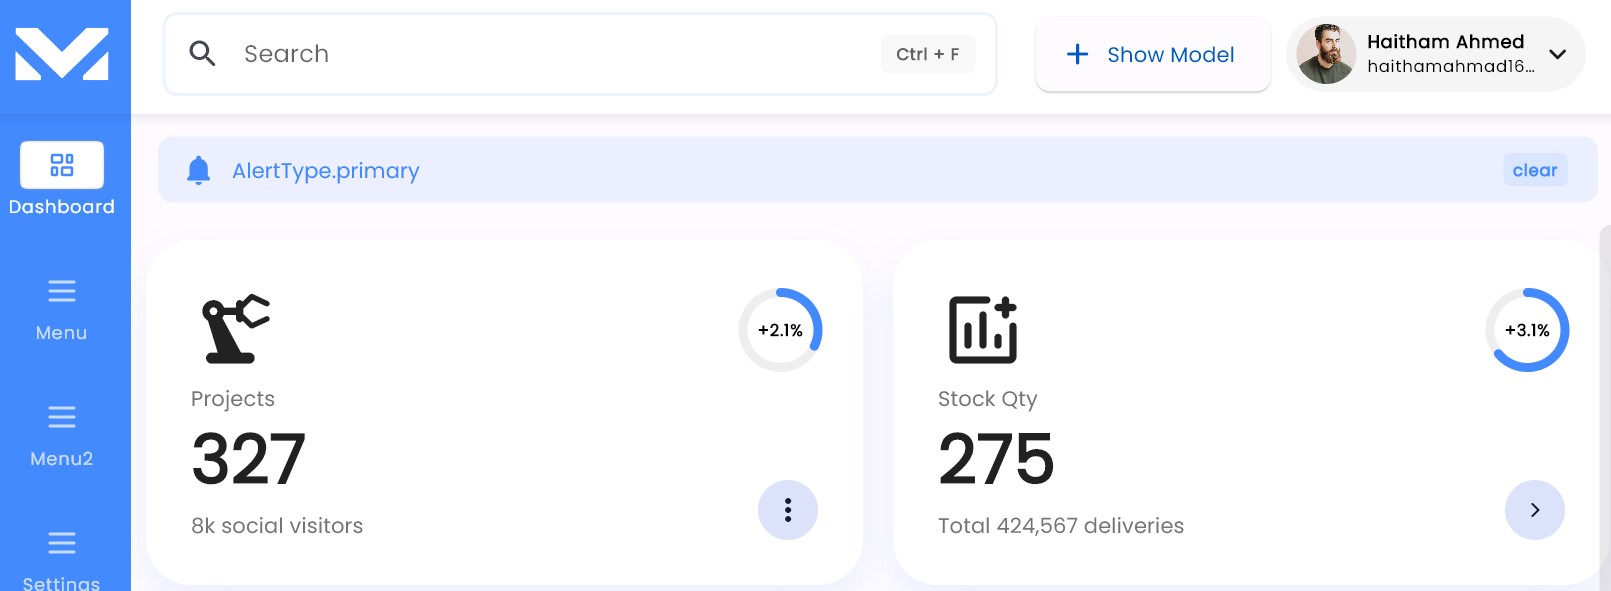 Search
Ctrl + F
Show Model
Haitham Ahmed
haithamahmad16...
AlertType.primary
clear
Dashboard
Menu
Menu2
Settings
+2.1%
Projects
327
8k social visitors
+3.1%
Stock Qty
275
Total 424,567 deliveries